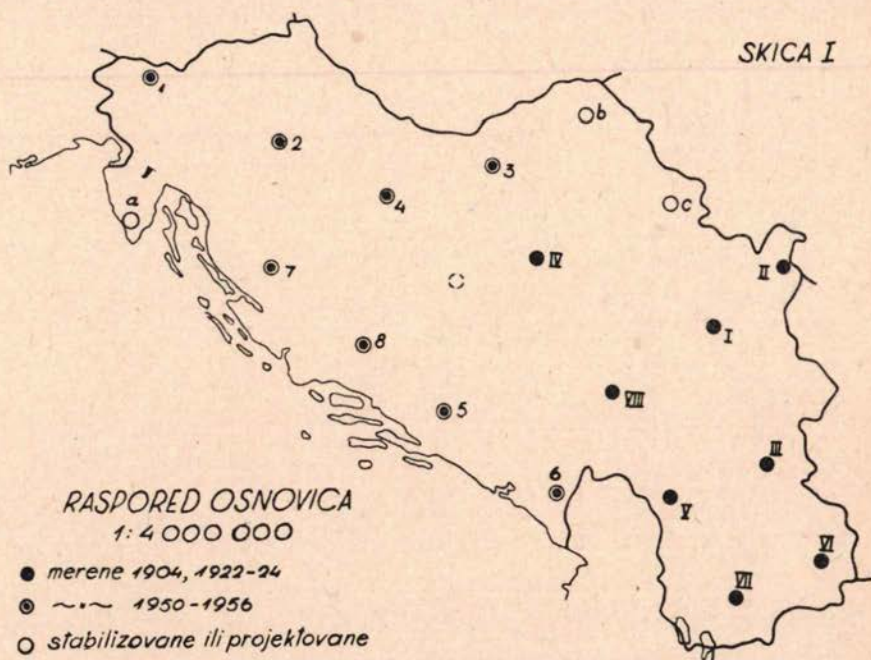 SKICA I
1
b
2
3
4
a
c
IV
II
7
I
8
VIII
5
III
6
V
VI
VII
RASPORED OSNOVICA
1: 4 000 000
merene 1904, 1922-24
~·~ 1950-1956
stabilizovane ili projektovane